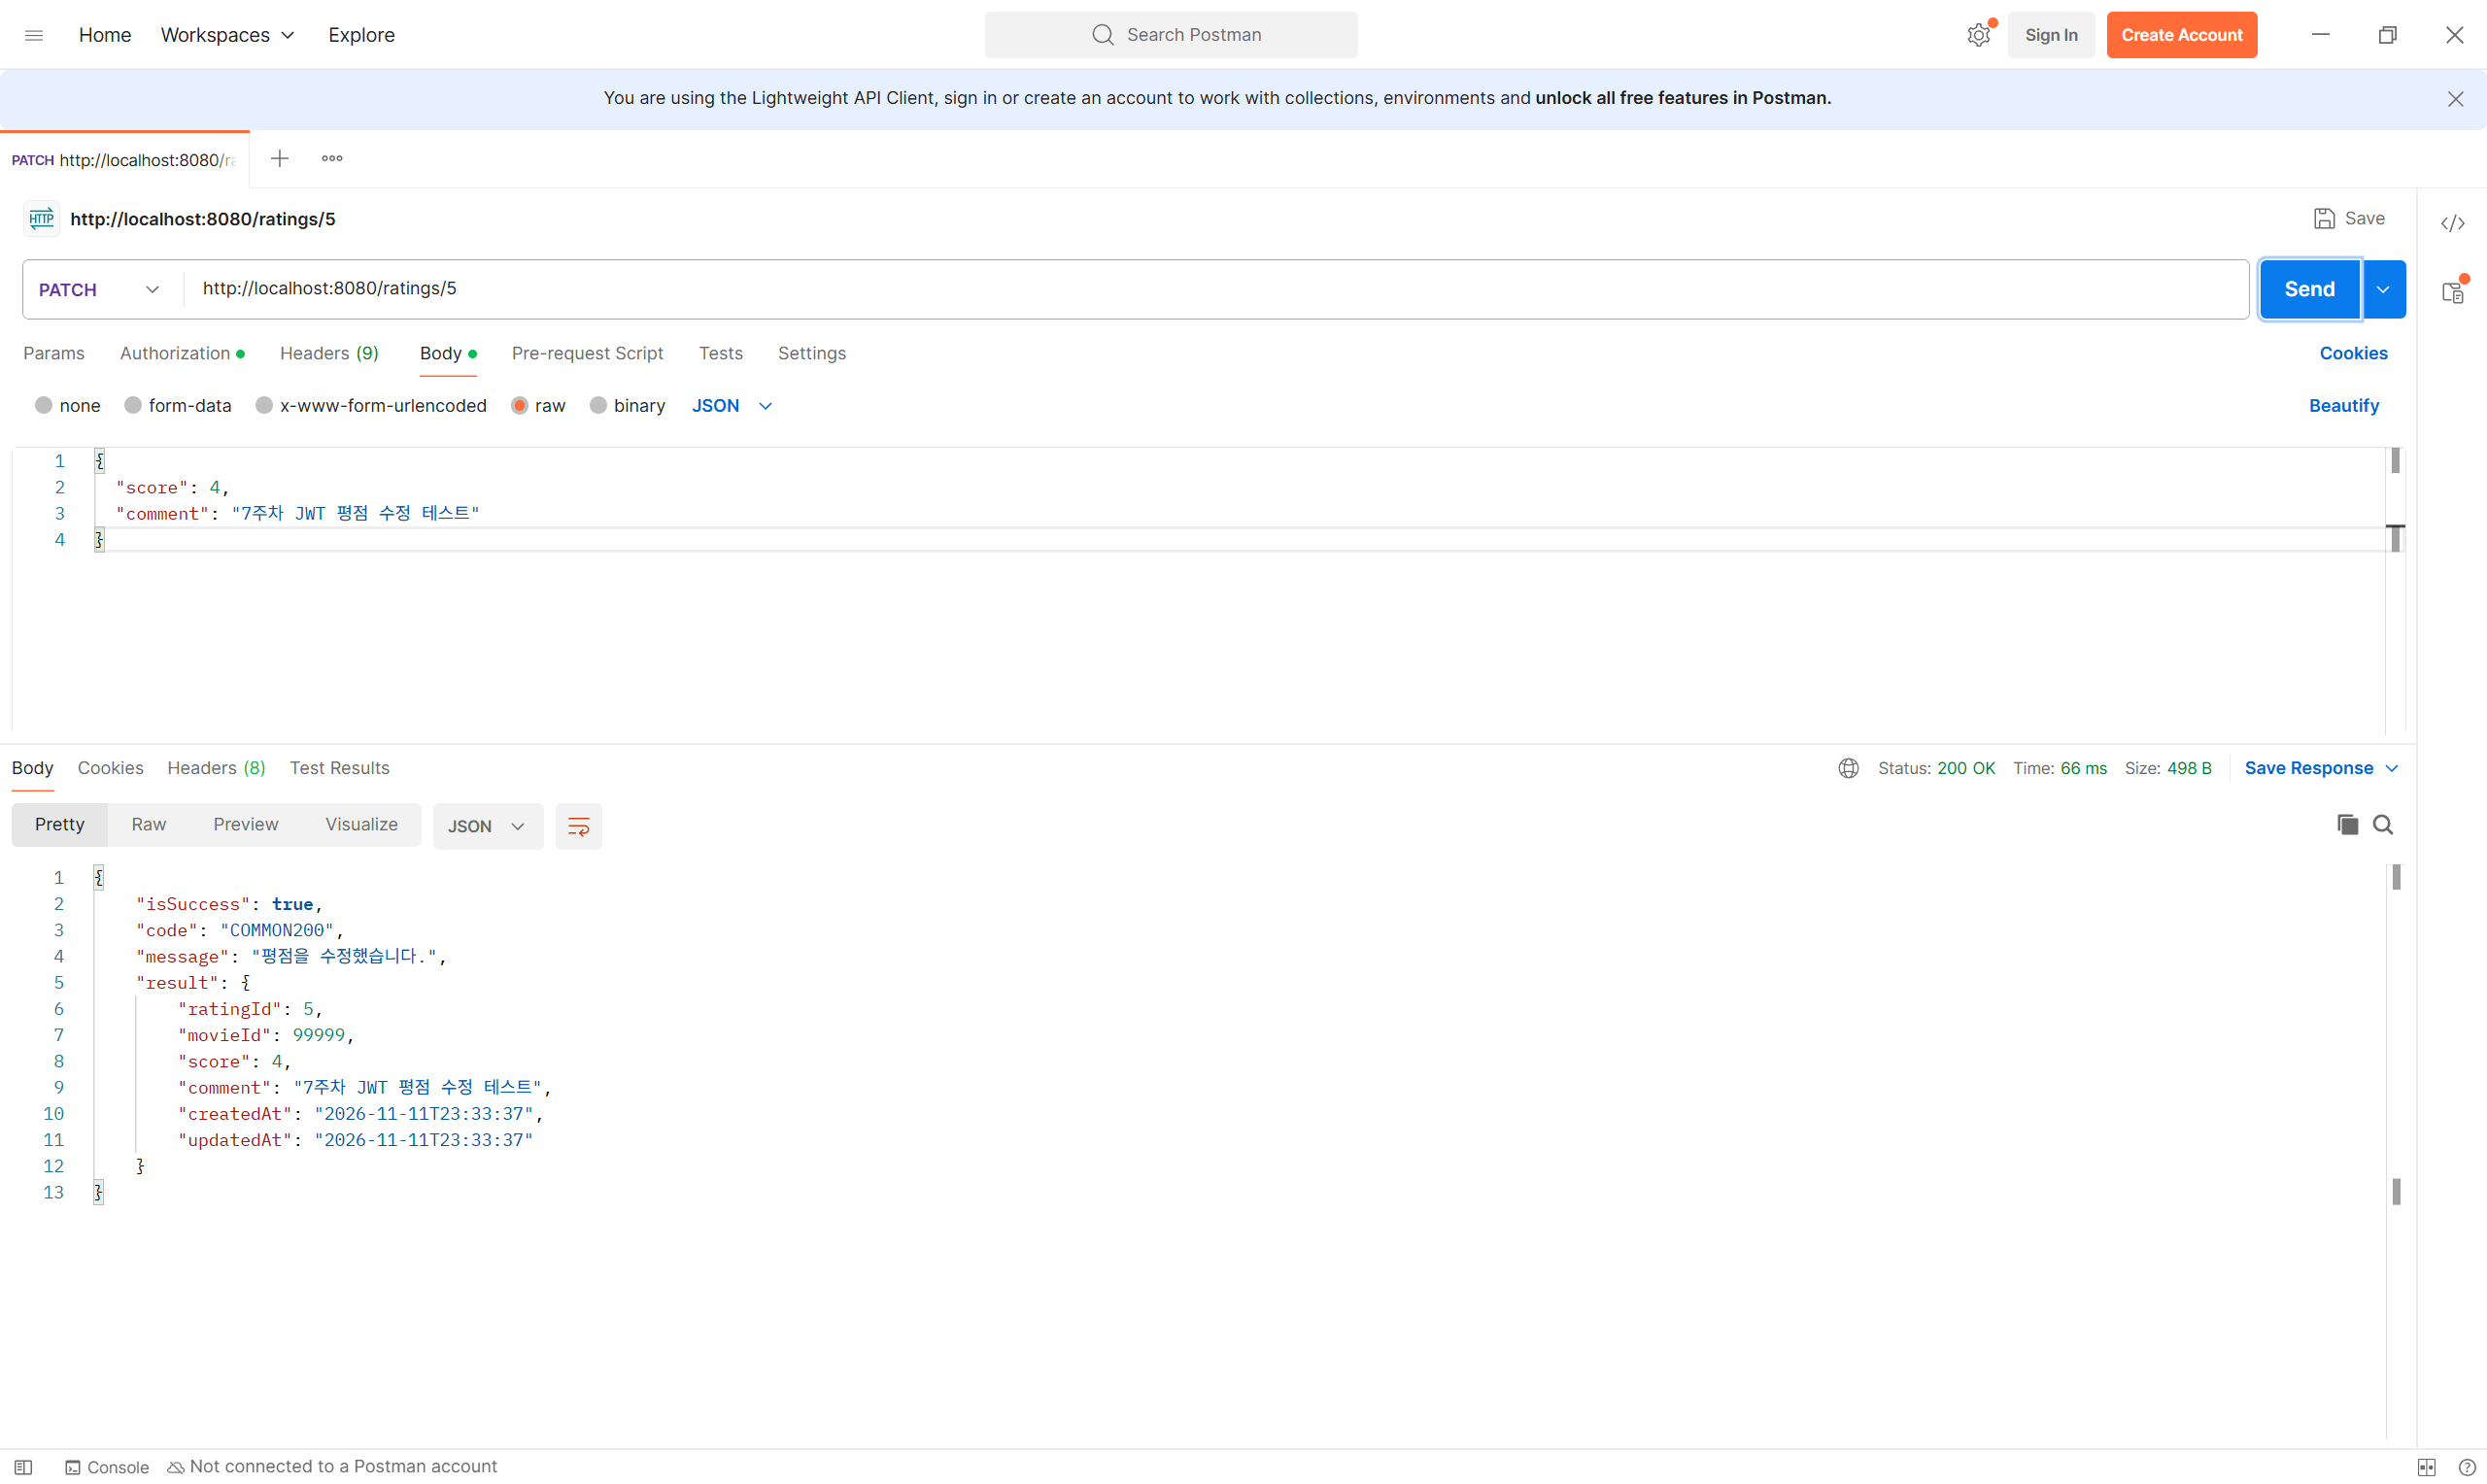 Home Workspaces Explore Search Postman Sign In Create Account
You are using the Lightweight API Client, sign in or create an account to work with collections, environments and unlock all free features in Postman.
PATCH http://localhost:8080/ra
HTTP http://localhost:8080/ratings/5 Save
PATCH http://localhost:8080/ratings/5 Send
Params Authorization Headers (9) Body Pre-request Script Tests Settings Cookies
none form-data x-www-form-urlencoded raw binary JSON Beautify
1 {
2 "score": 4,
3 "comment": "7주차 JWT 평점 수정 테스트"
4 }
Body Cookies Headers (8) Test Results Status: 200 OK Time: 66 ms Size: 498 B Save Response
Pretty Raw Preview Visualize JSON
1 {
2 "isSuccess": true,
3 "code": "COMMON200",
4 "message": "평점을 수정했습니다.",
5 "result": {
6 "ratingId": 5,
7 "movieId": 99999,
8 "score": 4,
9 "comment": "7주차 JWT 평점 수정 테스트",
10 "createdAt": "2026-11-11T23:33:37",
11 "updatedAt": "2026-11-11T23:33:37"
12 }
13 }
Console Not connected to a Postman account